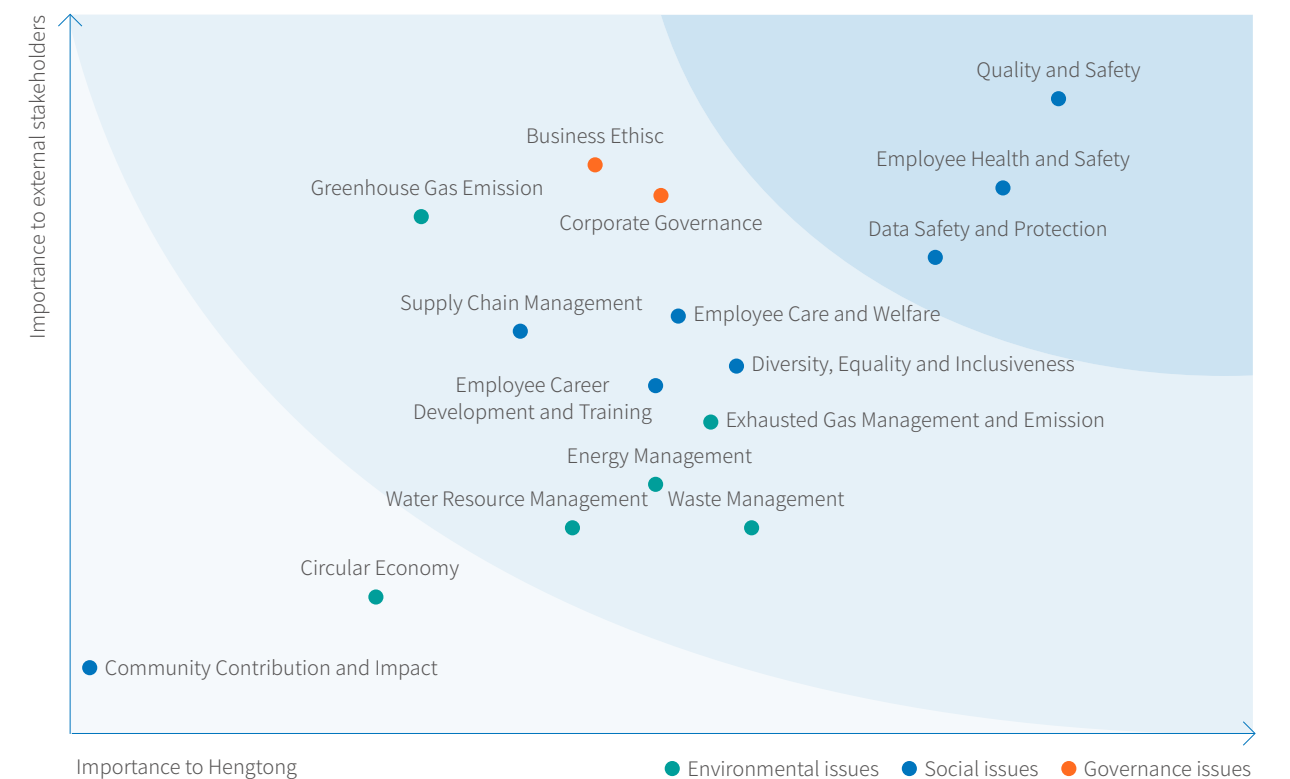 Importance to external stakeholders
Quality and Safety
Business Ethisc
Employee Health and Safety
Greenhouse Gas Emission
Corporate Governance
Data Safety and Protection
Supply Chain Management
Employee Care and Welfare
Diversity, Equality and Inclusiveness
Employee Career
Development and Training
Exhausted Gas Management and Emission
Energy Management
Water Resource Management
Waste Management
Circular Economy
Community Contribution and Impact
Importance to Hengtong
Environmental issues
Social issues
Governance issues